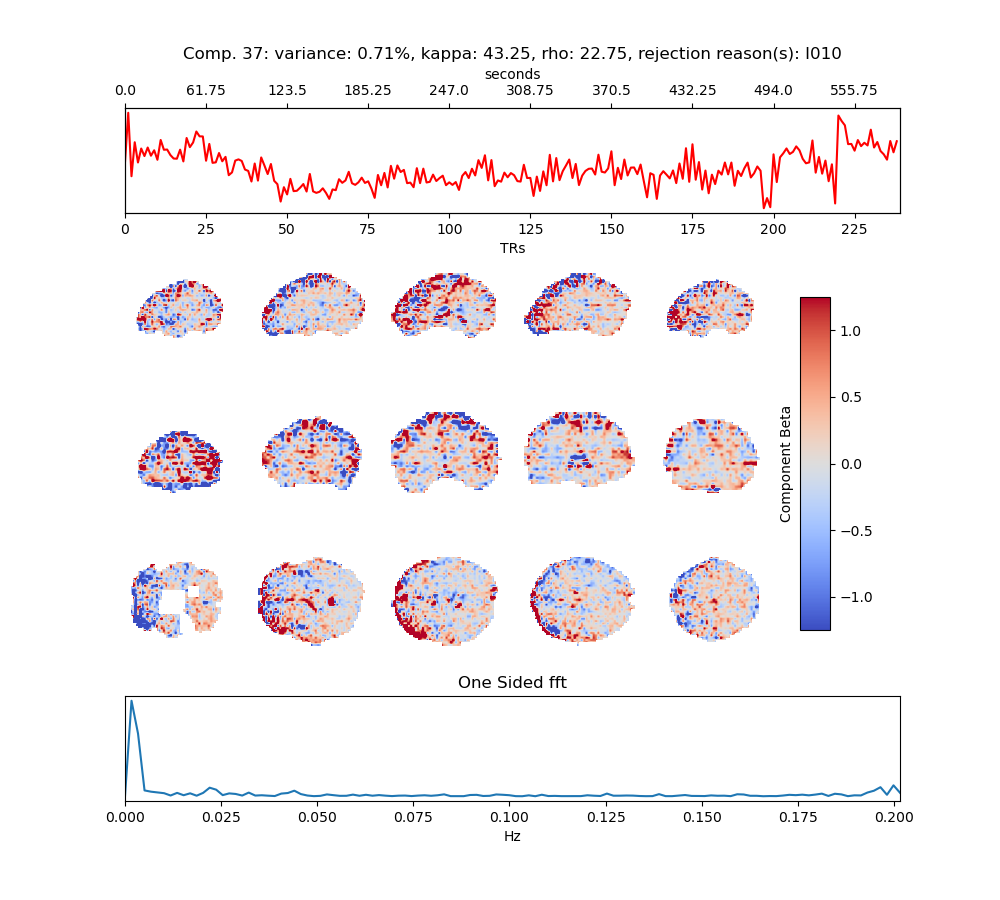 Comp. 37: variance: 0.71%, kappa: 43.25, rho: 22.75, rejection reason(s): I010
seconds
0.0 61.75 123.5 185.25 247.0 308.75 370.5 432.25 494.0 555.75
0 25 50 75 100 125 150 175 200 225
TRs
1.0
0.5
0.0
−0.5
−1.0
Component Beta
One Sided fft
0.000 0.025 0.050 0.075 0.100 0.125 0.150 0.175 0.200
Hz